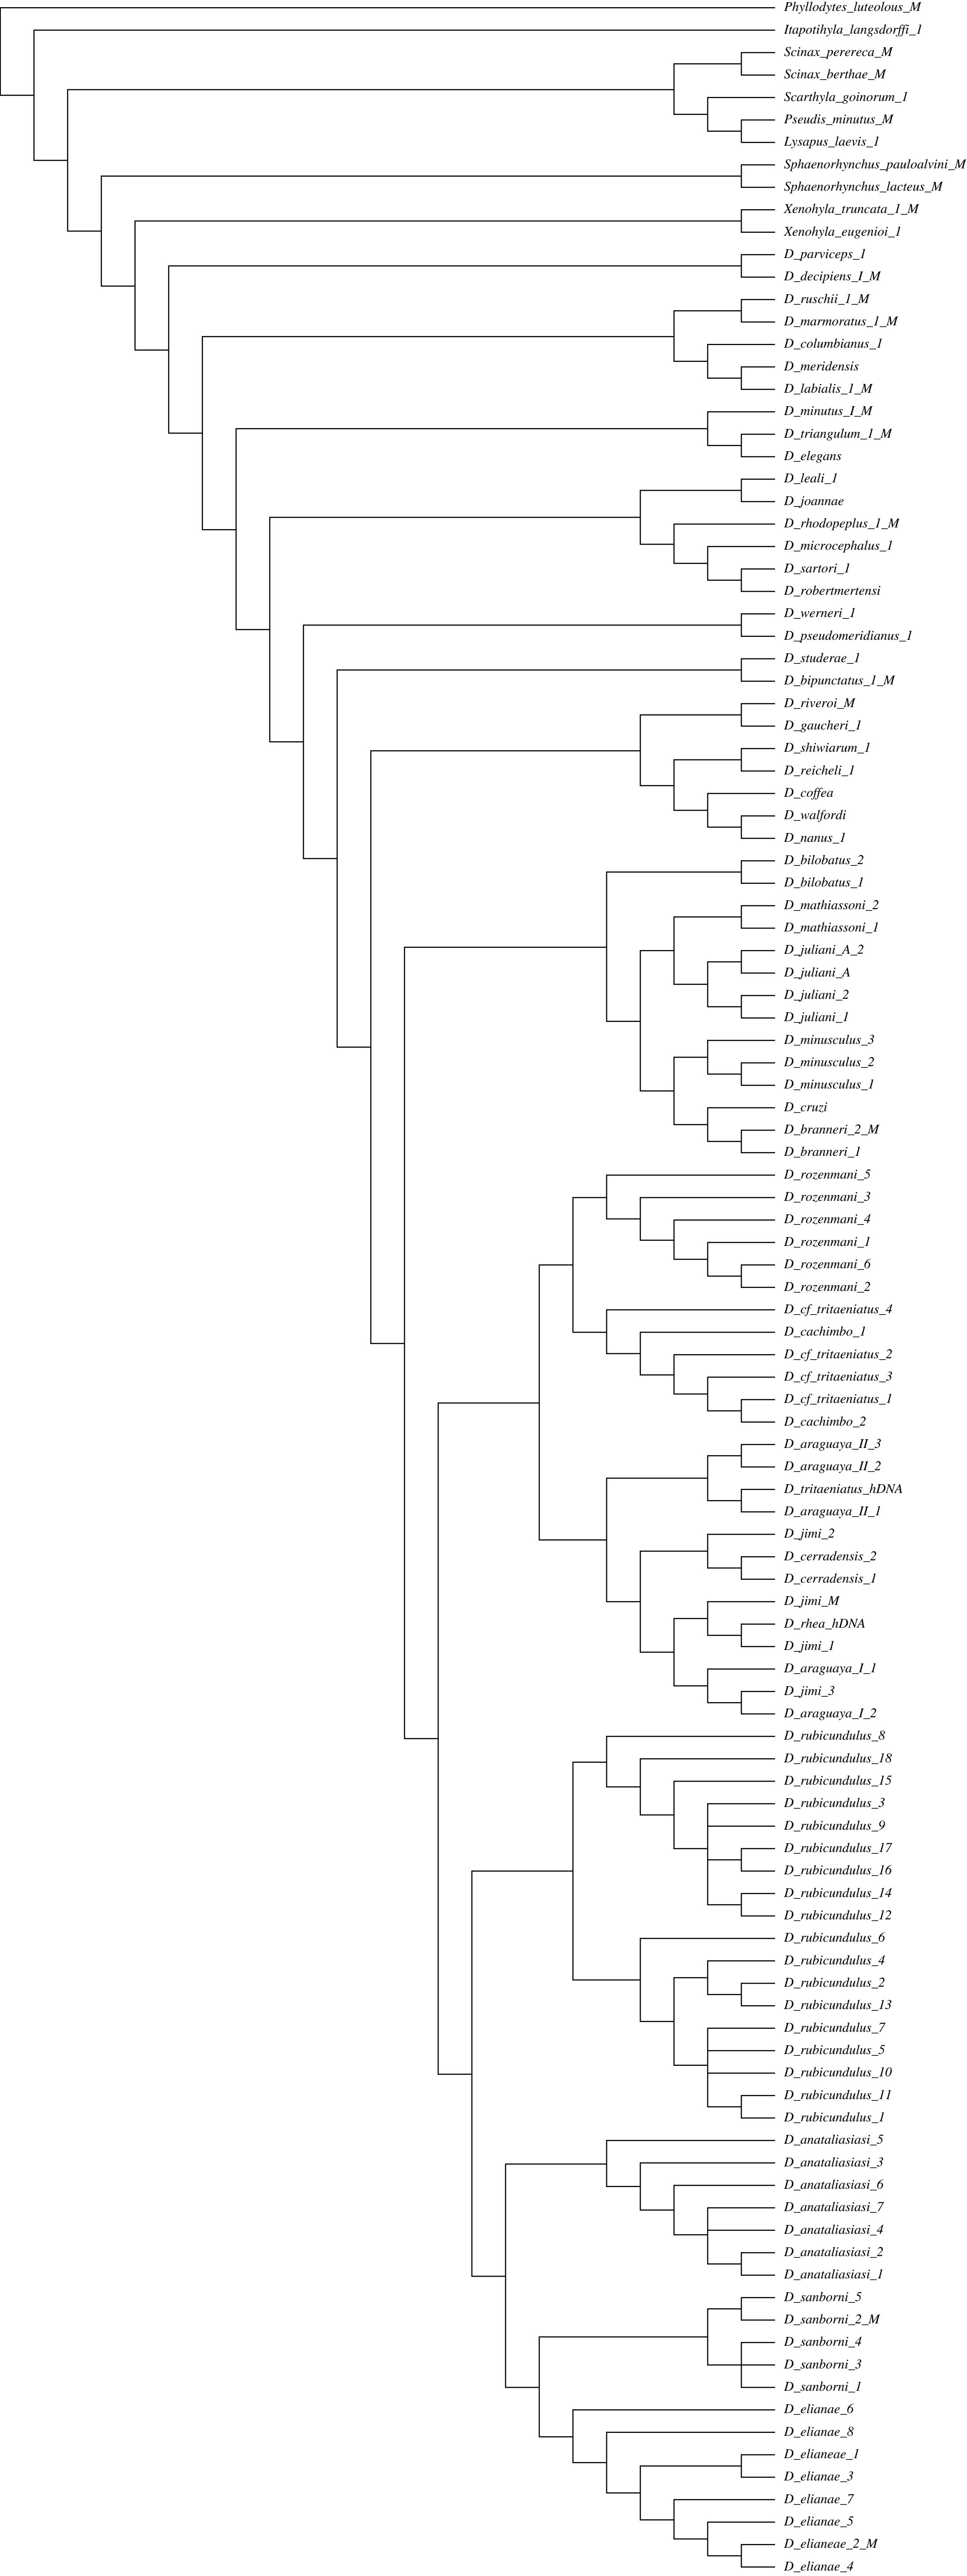 Phyllodytes_luteolous_M
Itapotihyla_langsdorffi_1
Scinax_perereca_M
Scinax_berthae_M
Scarthyla_goinorum_1
Pseudis_minutus_M
Lysapus_laevis_1
Sphaenorhynchus_pauloalvini_M
Sphaenorhynchus_lacteus_M
Xenohyla_truncata_1_M
Xenohyla_eugenioi_1
D_parviceps_1
D_decipiens_I_M
D_ruschii_1_M
D_marmoratus_1_M
D_columbianus_1
D_meridensis
D_labialis_1_M
D_minutus_I_M
D_triangulum_1_M
D_elegans
D_leali_1
D_joannae
D_rhodopeplus_1_M
D_microcephalus_1
D_sartori_1
D_robertmertensi
D_werneri_1
D_pseudomeridianus_1
D_studerae_1
D_bipunctatus_1_M
D_riveroi_M
D_gaucheri_1
D_shiwiarum_1
D_reicheli_1
D_coffea
D_walfordi
D_nanus_1
D_bilobatus_2
D_bilobatus_1
D_mathiassoni_2
D_mathiassoni_1
D_juliani_A_2
D_juliani_A
D_juliani_2
D_juliani_1
D_minusculus_3
D_minusculus_2
D_minusculus_1
D_cruzi
D_branneri_2_M
D_branneri_1
D_rozenmani_5
D_rozenmani_3
D_rozenmani_4
D_rozenmani_1
D_rozenmani_6
D_rozenmani_2
D_cf_tritaeniatus_4
D_cachimbo_1
D_cf_tritaeniatus_2
D_cf_tritaeniatus_3
D_cf_tritaeniatus_1
D_cachimbo_2
D_araguaya_II_3
D_araguaya_II_2
D_tritaeniatus_hDNA
D_araguaya_II_1
D_jimi_2
D_cerradensis_2
D_cerradensis_1
D_jimi_M
D_rhea_hDNA
D_jimi_1
D_araguaya_I_1
D_jimi_3
D_araguaya_I_2
D_rubicundulus_8
D_rubicundulus_18
D_rubicundulus_15
D_rubicundulus_3
D_rubicundulus_9
D_rubicundulus_17
D_rubicundulus_16
D_rubicundulus_14
D_rubicundulus_12
D_rubicundulus_6
D_rubicundulus_4
D_rubicundulus_2
D_rubicundulus_13
D_rubicundulus_7
D_rubicundulus_5
D_rubicundulus_10
D_rubicundulus_11
D_rubicundulus_1
D_anataliasiasi_5
D_anataliasiasi_3
D_anataliasiasi_6
D_anataliasiasi_7
D_anataliasiasi_4
D_anataliasiasi_2
D_anataliasiasi_1
D_sanborni_5
D_sanborni_2_M
D_sanborni_4
D_sanborni_3
D_sanborni_1
D_elianae_6
D_elianae_8
D_elianeae_1
D_elianae_3
D_elianae_7
D_elianae_5
D_elianeae_2_M
D_elianae_4